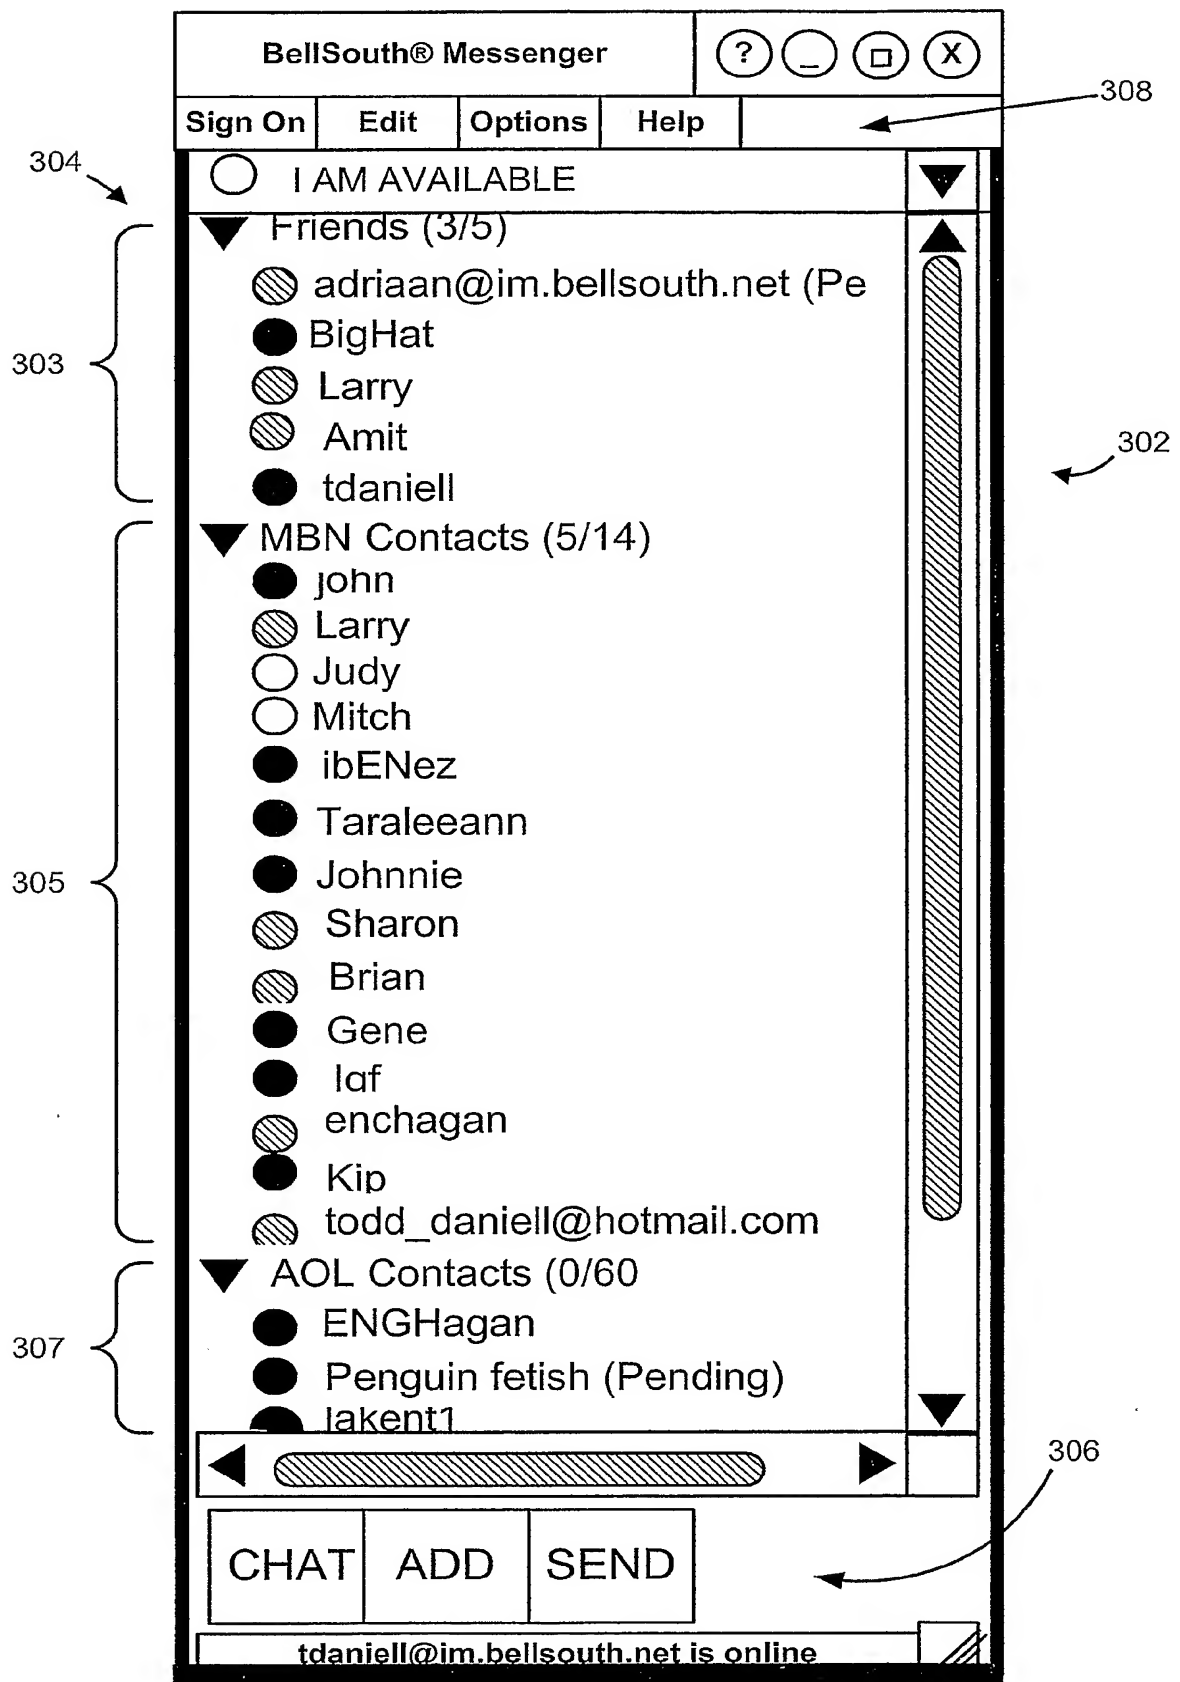 BellSouth® Messenger ? _ X
Sign On Edit Options Help
308
304
I AM AVAILABLE
Friends (3/5)
adriaan@im.bellsouth.net (Pe
BigHat
303
Larry
Amit
302
tdaniell
MBN Contacts (5/14)
john
Larry
Judy
Mitch
ibENez
Taraleeann
305
Johnnie
Sharon
Brian
Gene
enchagan
Kip
todd_daniell@hotmail.com
AOL Contacts (0/60
ENGHagan
307
Penguin fetish (Pending)
lakent1
306
CHAT ADD SEND
tdaniell@im.bellsouth.net is online